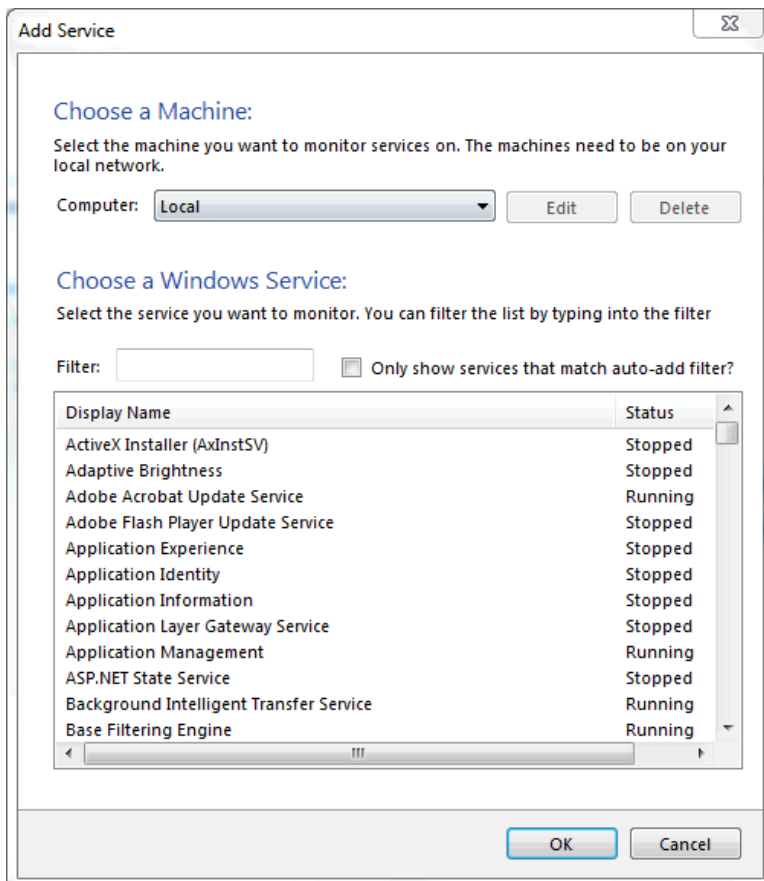 Add Service
Choose a Machine:
Select the machine you want to monitor services on. The machines need to be on your
local network.
Computer: Local Edit Delete
Choose a Windows Service:
Select the service you want to monitor. You can filter the list by typing into the filter
Filter: Only show services that match auto-add filter?
Display Name Status
ActiveX Installer (AxInstSV) Stopped
Adaptive Brightness Stopped
Adobe Acrobat Update Service Running
Adobe Flash Player Update Service Stopped
Application Experience Stopped
Application Identity Stopped
Application Information Stopped
Application Layer Gateway Service Stopped
Application Management Running
ASP.NET State Service Stopped
Background Intelligent Transfer Service Running
Base Filtering Engine Running
OK Cancel